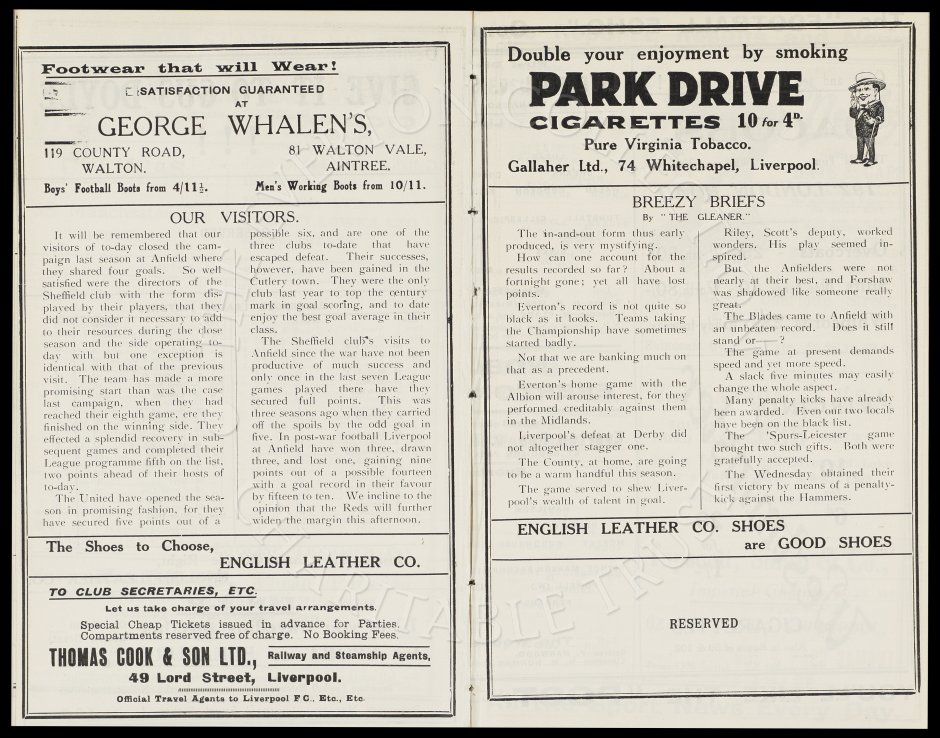 Footwear that will Wear!
SATISFACTION GUARANTEED
AT
GEORGE WHALEN'S,
119 COUNTY ROAD,
WALTON.
81 WALTON VALE,
AINTREE.
Boys' Football Boots from 4/11½.
Men's Working Boots from 10/11.
OUR VISITORS.
It will be remembered that our
visitors of to-day closed the cam-
paign last season at Anfield where
they shared four goals. So well
satisfied were the directors of the
Sheffield club with the form dis-
played by their players, that they
did not consider it necessary to add
to their resources during the close
season and the side operating to-
day with but one exception is
identical with that of the previous
visit. The team has made a more
promising start than was the case
last campaign, when they had
reached their eighth game, ere they
finished on the winning side. They
effected a splendid recovery in sub-
sequent games and completed their
League programme fifth on the list,
two points ahead of their hosts of
to-day.
The United have opened the sea-
son in promising fashion, for they
have secured five points out of a
possible six, and are one of the
three clubs to-date that have
escaped defeat. Their successes,
however, have been gained in the
Cutlery town. They were the only
club last year to top the century
mark in goal scoring, and to date
enjoy the best goal average in their
class.
The Sheffield club's visits to
Anfield since the war have not been
productive of much success and
only once in the last seven League
games played there have they
secured full points. This was
three seasons ago when they carried
off the spoils by the odd goal in
five. In post-war football Liverpool
at Anfield have won three, drawn
three, and lost one, gaining nine
points out of a possible fourteen
with a goal record in their favour
by fifteen to ten. We incline to the
opinion that the Reds will further
widen the margin this afternoon.
The Shoes to Choose,
ENGLISH LEATHER CO.
TO CLUB SECRETARIES, ETC.
Let us take charge of your travel arrangements.
Special Cheap Tickets issued in advance for Parties.
Compartments reserved free of charge. No Booking Fees.
THOMAS COOK & SON LTD., Railway and Steamship Agents,
49 Lord Street, Liverpool.
Official Travel Agents to Liverpool F C., Etc., Etc.
Double your enjoyment by smoking
PARK DRIVE
CIGARETTES 10 for 4D.
Pure Virginia Tobacco.
Gallaher Ltd., 74 Whitechapel, Liverpool.
BREEZY BRIEFS
By "THE GLEANER."
The in-and-out form thus early
produced, is very mystifying.
How can one account for the
results recorded so far? About a
fortnight gone; yet all have lost
points.
Everton's record is not quite so
black as it looks. Teams taking
the Championship have sometimes
started badly.
Not that we are banking much on
that as a precedent.
Everton's home game with the
Albion will arouse interest, for they
performed creditably against them
in the Midlands.
Liverpool's defeat at Derby did
not altogether stagger one.
The County, at home, are going
to be a warm handful this season.
The game served to shew Liver-
pool's wealth of talent in goal.
Riley, Scott's deputy, worked
wonders. His play seemed in-
spired.
But the Anfielders were not
nearly at their best, and Forshaw
was shadowed like someone really
great.
The Blades came to Anfield with
an unbeaten record. Does it still
stand or——?
The game at present demands
speed and yet more speed.
A slack five minutes may easily
change the whole aspect.
Many penalty kicks have already
been awarded. Even our two locals
have been on the black list.
The 'Spurs-Leicester game
brought two such gifts. Both were
gratefully accepted.
The Wednesday obtained their
first victory by means of a penalty-
kick against the Hammers.
ENGLISH LEATHER CO. SHOES
are GOOD SHOES
RESERVED